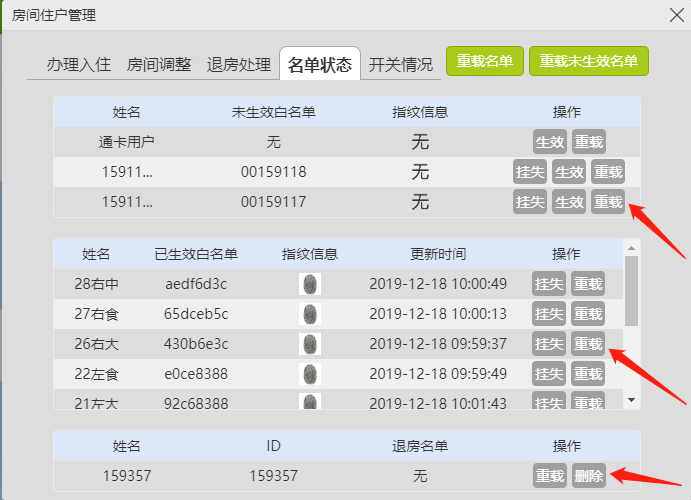 房间住户管理
办理入住 房间调整 退房处理 名单状态 开关情况 重载名单 重载未生效名单
姓名 未生效白名单 指纹信息 操作
通卡用户 无 无 生效 重载
15911... 00159118 无 挂失 生效 重载
15911... 00159117 无 挂失 生效 重载
姓名 已生效白名单 指纹信息 更新时间 操作
28右中 aedf6d3c 2019-12-18 10:00:49 挂失 重载
27右食 65dceb5c 2019-12-18 10:00:13 挂失 重载
26右大 430b6e3c 2019-12-18 09:59:37 挂失 重载
22左食 e0ce8388 2019-12-18 09:59:49 挂失 重载
21左大 92c68388 2019-12-18 10:01:43 挂失 重载
姓名 ID 退房名单 操作
159357 159357 无 重载 删除